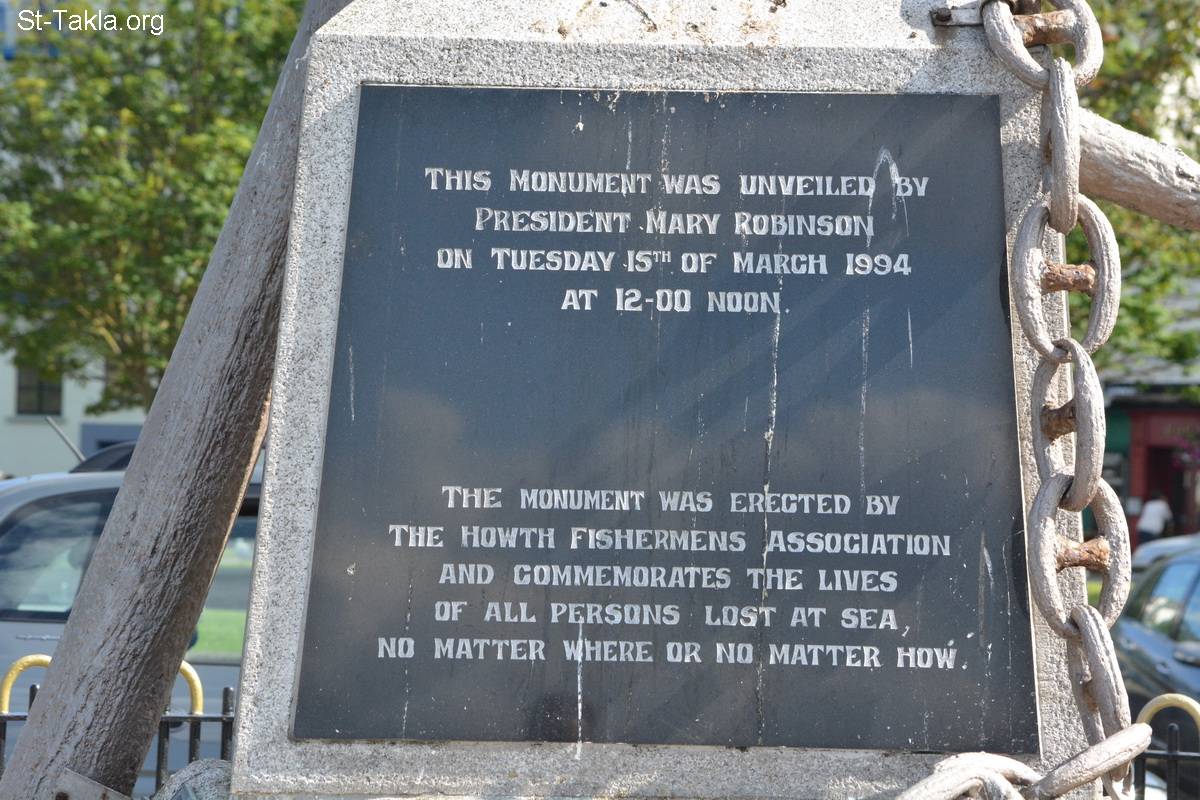 St-Takla.org
THIS MONUMENT WAS UNVEILED BY
PRESIDENT MARY ROBINSON
ON TUESDAY 15TH OF MARCH 1994
AT 12-00 NOON.
THE MONUMENT WAS ERECTED BY
THE HOWTH FISHERMENS ASSOCIATION
AND COMMEMORATES THE LIVES
OF ALL PERSONS LOST AT SEA,
NO MATTER WHERE OR NO MATTER HOW.